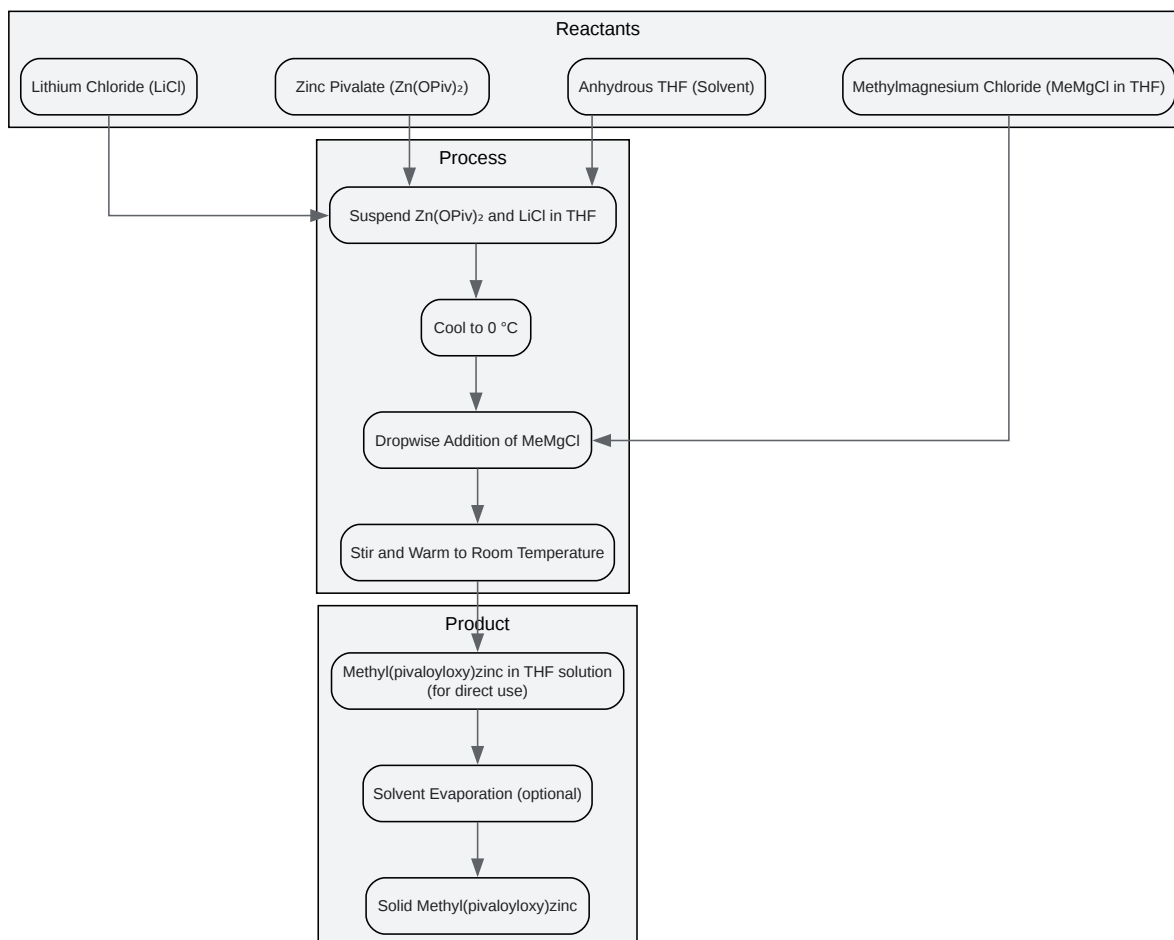 Reactants
Lithium Chloride (LiCl)
Zinc Pivalate (Zn(OPiv)₂)
Anhydrous THF (Solvent)
Methylmagnesium Chloride (MeMgCl in THF)
Process
Suspend Zn(OPiv)₂ and LiCl in THF
Cool to 0 °C
Dropwise Addition of MeMgCl
Stir and Warm to Room Temperature
Product
Methyl(pivaloyloxy)zinc in THF solution
(for direct use)
Solvent Evaporation (optional)
Solid Methyl(pivaloyloxy)zinc